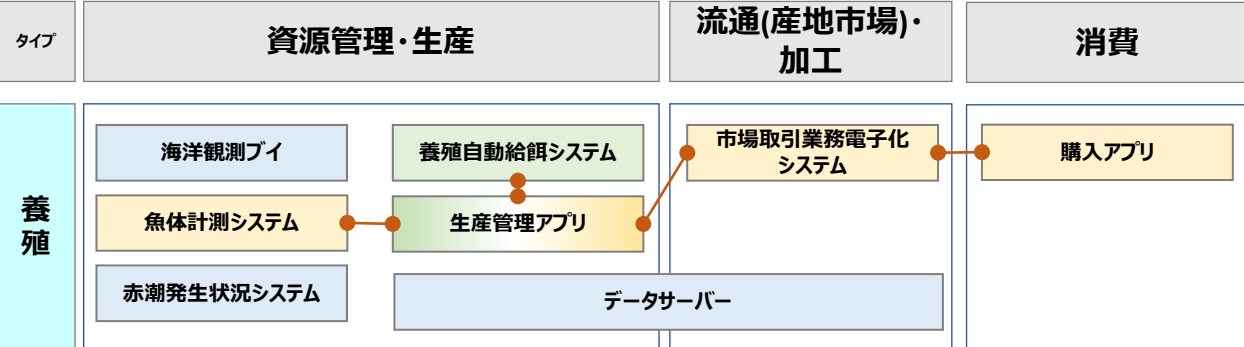 タイプ
資源管理・生産
流通(産地市場)・
加工
消費
養
殖
海洋観測ブイ
養殖自動給餌システム
市場取引業務電子化
システム
購入アプリ
魚体計測システム
生産管理アプリ
赤潮発生状況システム
データサーバー